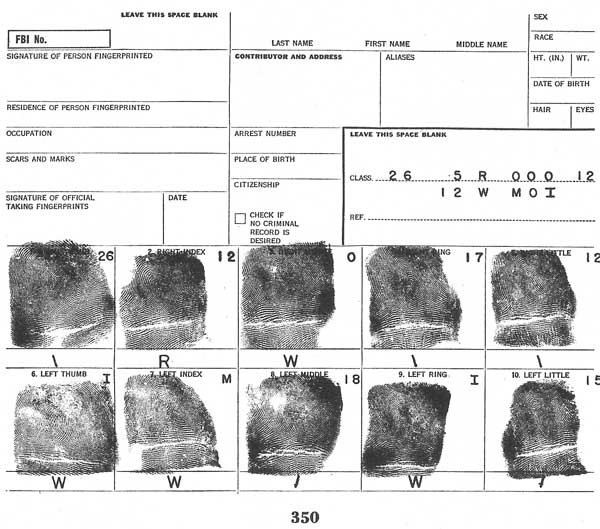 LEAVE THIS SPACE BLANK
FBI No.
LAST NAME FIRST NAME MIDDLE NAME
SEX
RACE
SIGNATURE OF PERSON FINGERPRINTED
CONTRIBUTOR AND ADDRESS
ALIASES
HT. (IN.) WT.
DATE OF BIRTH
RESIDENCE OF PERSON FINGERPRINTED
HAIR EYES
OCCUPATION
ARREST NUMBER
LEAVE THIS SPACE BLANK
SCARS AND MARKS
PLACE OF BIRTH
CLASS. 26 5 R OOO 12
12 W MOI
CITIZENSHIP
SIGNATURE OF OFFICIAL
TAKING FINGERPRINTS
DATE
CHECK IF
NO CRIMINAL
RECORD IS
DESIRED
REF.
26
2. RIGHT INDEX 12
3. 0
RING 17
LITTLE 12
\ R W \ \
6. LEFT THUMB I
7. LEFT INDEX M
8. LEFT MIDDLE 18
9. LEFT RING I
10. LEFT LITTLE 15
W W / W /
350